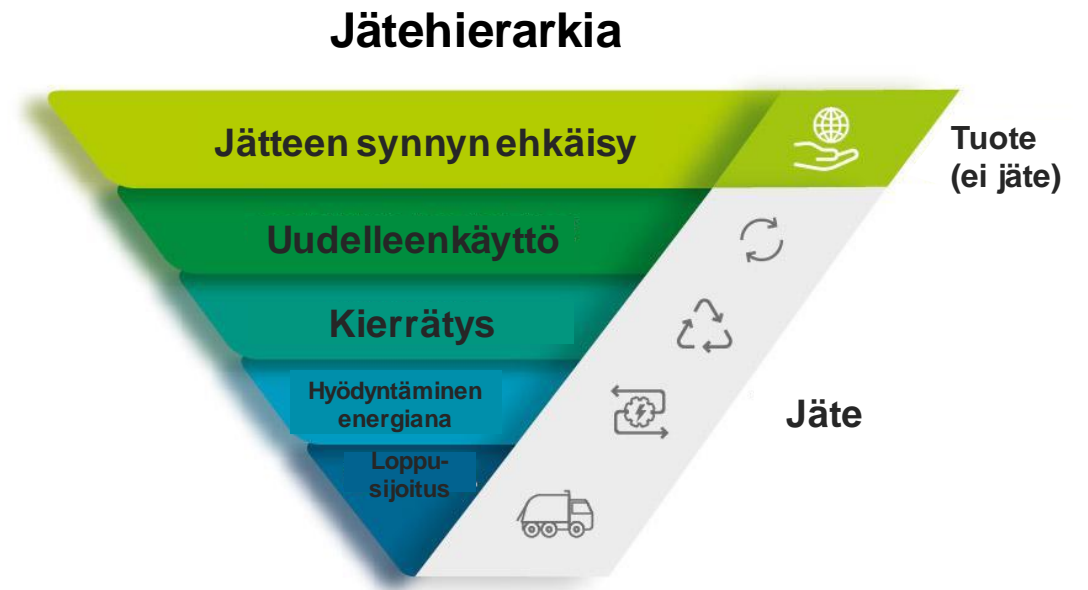 Jätehierarkia
Jätteen synnyn ehkäisy
Tuote
(ei jäte)
Uudelleenkäyttö
Kierrätys
Hyödyntäminen
energiana
Jäte
Loppu-
sijoitus